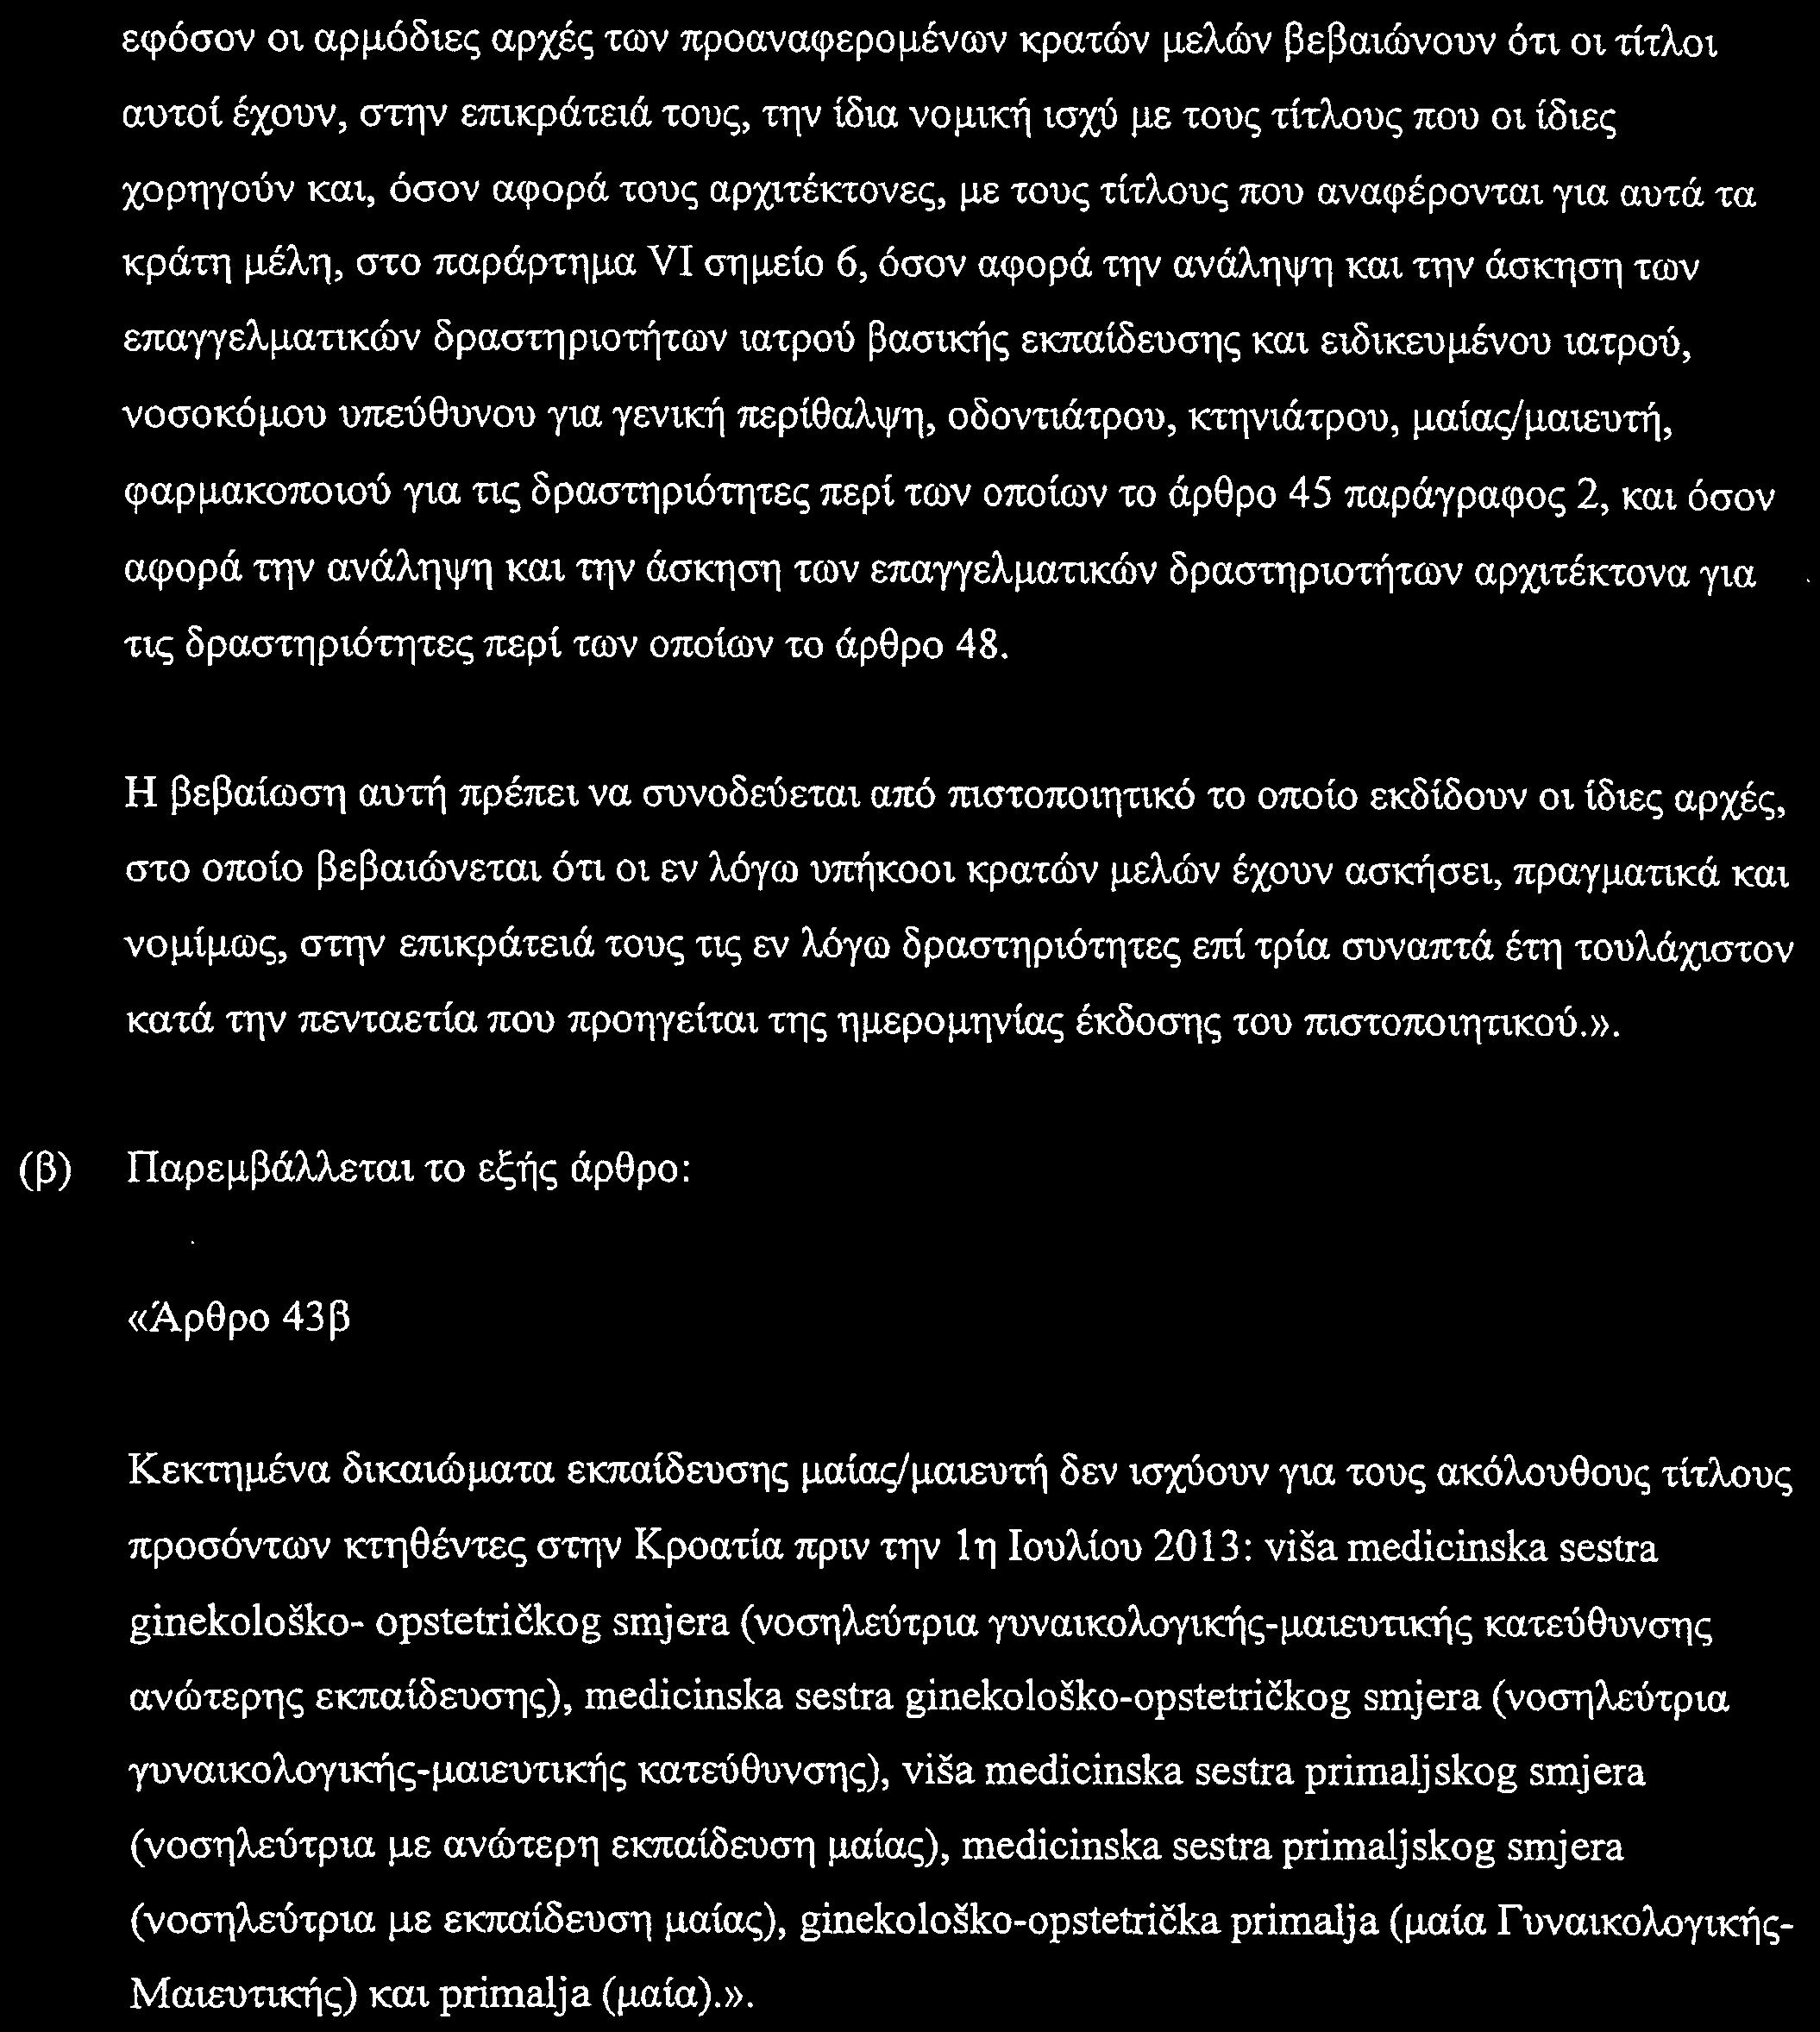 εφόσον οι αρμόδιες αρχές των προαναφερομένων κρατών μελών βεβαιώνουν ότι οι τίτλοι
αυτοί έχουν, στην επικράτειά τους, την ίδια νομική ισχύ με τους τίτλους που οι ίδιες
χορηγούν και, όσον αφορά τους αρχιτέκτονες, με τους τίτλους που αναφέρονται για αυτά τα
κράτη μέλη, στο παράρτημα VI σημείο 6, όσον αφορά την ανάληψη και την άσκηση των
επαγγελματικών δραστηριοτήτων ιατρού βασικής εκπαίδευσης και ειδικευμένου ιατρού,
νοσοκόμου υπεύθυνου για γενική περίθαλψη, οδοντιάτρου, κτηνιάτρου, μαίας/μαιευτή,
φαρμακοποιού για τις δραστηριότητες περί των οποίων το άρθρο 45 παράγραφος 2, και όσον
αφορά την ανάληψη και την άσκηση των επαγγελματικών δραστηριοτήτων αρχιτέκτονα για
τις δραστηριότητες περί των οποίων το άρθρο 48.
Η βεβαίωση αυτή πρέπει να συνοδεύεται από πιστοποιητικό το οποίο εκδίδουν οι ίδιες αρχές,
στο οποίο βεβαιώνεται ότι οι εν λόγω υπήκοοι κρατών μελών έχουν ασκήσει, πραγματικά και
νομίμως, στην επικράτειά τους τις εν λόγω δραστηριότητες επί τρία συναπτά έτη τουλάχιστον
κατά την πενταετία που προηγείται της ημερομηνίας έκδοσης του πιστοποιητικού.».
(β) Παρεμβάλλεται το εξής άρθρο:
«Άρθρο 43β
Κεκτημένα δικαιώματα εκπαίδευσης μαίας/μαιευτή δεν ισχύουν για τους ακόλουθους τίτλους
προσόντων κτηθέντες στην Κροατία πριν την 1η Ιουλίου 2013: viša medicinska sestra
ginekološko- opstetričkog smjera (νοσηλεύτρια γυναικολογικής-μαιευτικής κατεύθυνσης
ανώτερης εκπαίδευσης), medicinska sestra ginekološko-opstetričkog smjera (νοσηλεύτρια
γυναικολογικής-μαιευτικής κατεύθυνσης), viša medicinska sestra primaljskog smjera
(νοσηλεύτρια με ανώτερη εκπαίδευση μαίας), medicinska sestra primaljskog smjera
(νοσηλεύτρια με εκπαίδευση μαίας), ginekološko-opstetrička primalja (μαία Γυναικολογικής-
Μαιευτικής) και primalja (μαία).».